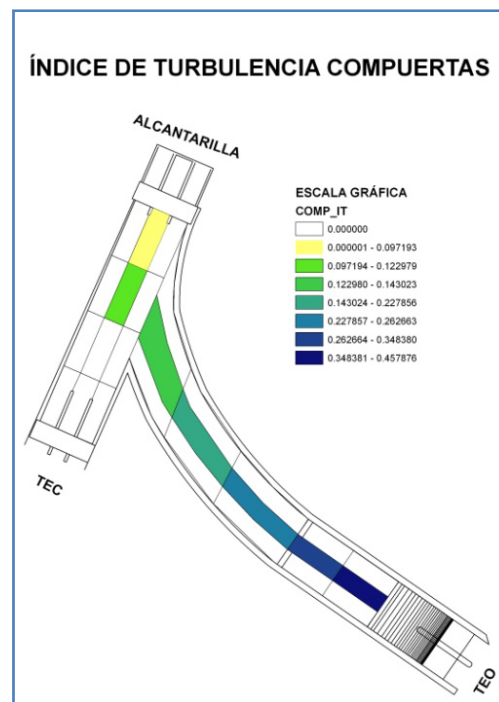 ÍNDICE DE TURBULENCIA COMPUERTAS
ALCANTARILLA
ESCALA GRÁFICA
COMP_IT
0.000000
0.000001 - 0.097193
0.097194 - 0.122979
0.122980 - 0.143023
0.143024 - 0.227856
0.227857 - 0.262663
0.262664 - 0.348380
0.348381 - 0.457876
TEC
TEO